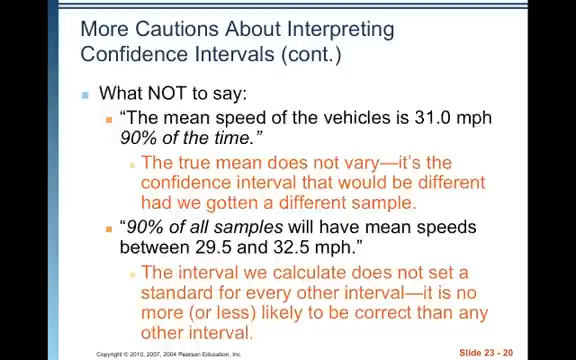 More Cautions About Interpreting
Confidence Intervals (cont.)
What NOT to say:
“The mean speed of the vehicles is 31.0 mph
90% of the time.”
The true mean does not vary—it’s the
confidence interval that would be different
had we gotten a different sample.
“90% of all samples will have mean speeds
between 29.5 and 32.5 mph.”
The interval we calculate does not set a
standard for every other interval—it is no
more (or less) likely to be correct than any
other interval.
Copyright © 2010, 2007, 2004 Pearson Education, Inc.
Slide 23 - 20